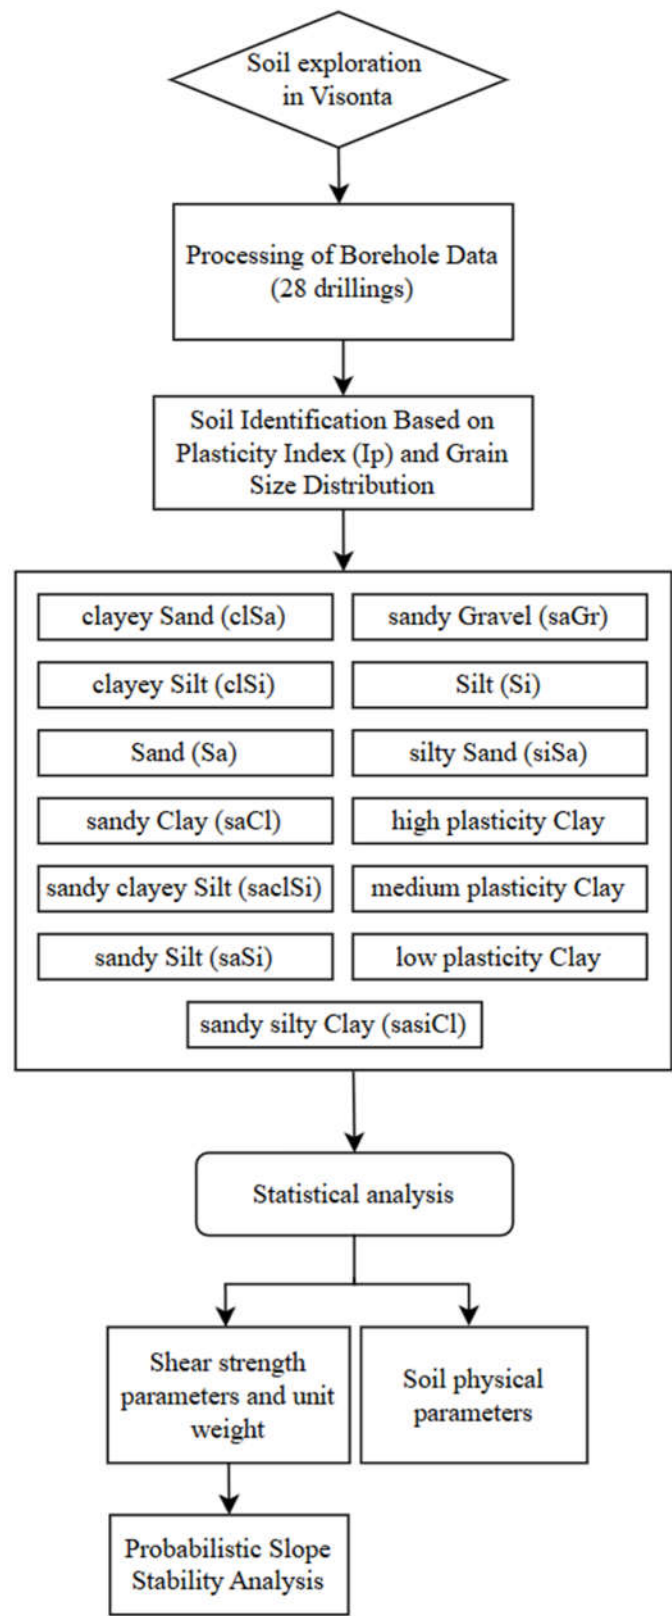 Soil exploration
in Visonta
Processing of Borehole Data
(28 drillings)
Soil Identification Based on
Plasticity Index (Ip) and Grain
Size Distribution
clayey Sand (clSa)
sandy Gravel (saGr)
clayey Silt (clSi)
Silt (Si)
Sand (Sa)
silty Sand (siSa)
sandy Clay (saCl)
high plasticity Clay
sandy clayey Silt (saclSi)
medium plasticity Clay
sandy Silt (saSi)
low plasticity Clay
sandy silty Clay (sasiCl)
Statistical analysis
Shear strength
parameters and unit
weight
Soil physical
parameters
Probabilistic Slope
Stability Analysis